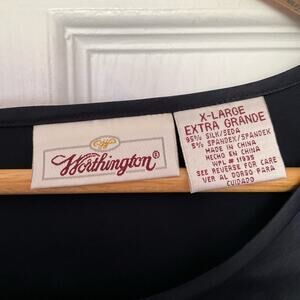 Worthington®
X-LARGE
EXTRA GRANDE
95% SILK/SEDA
5% SPANDEX/SPANDEX
MADE IN CHINA
HECHO EN CHINA
WPL # 11935
SEE REVERSE FOR CARE
VER AL DORSO PARA
CUIDADO